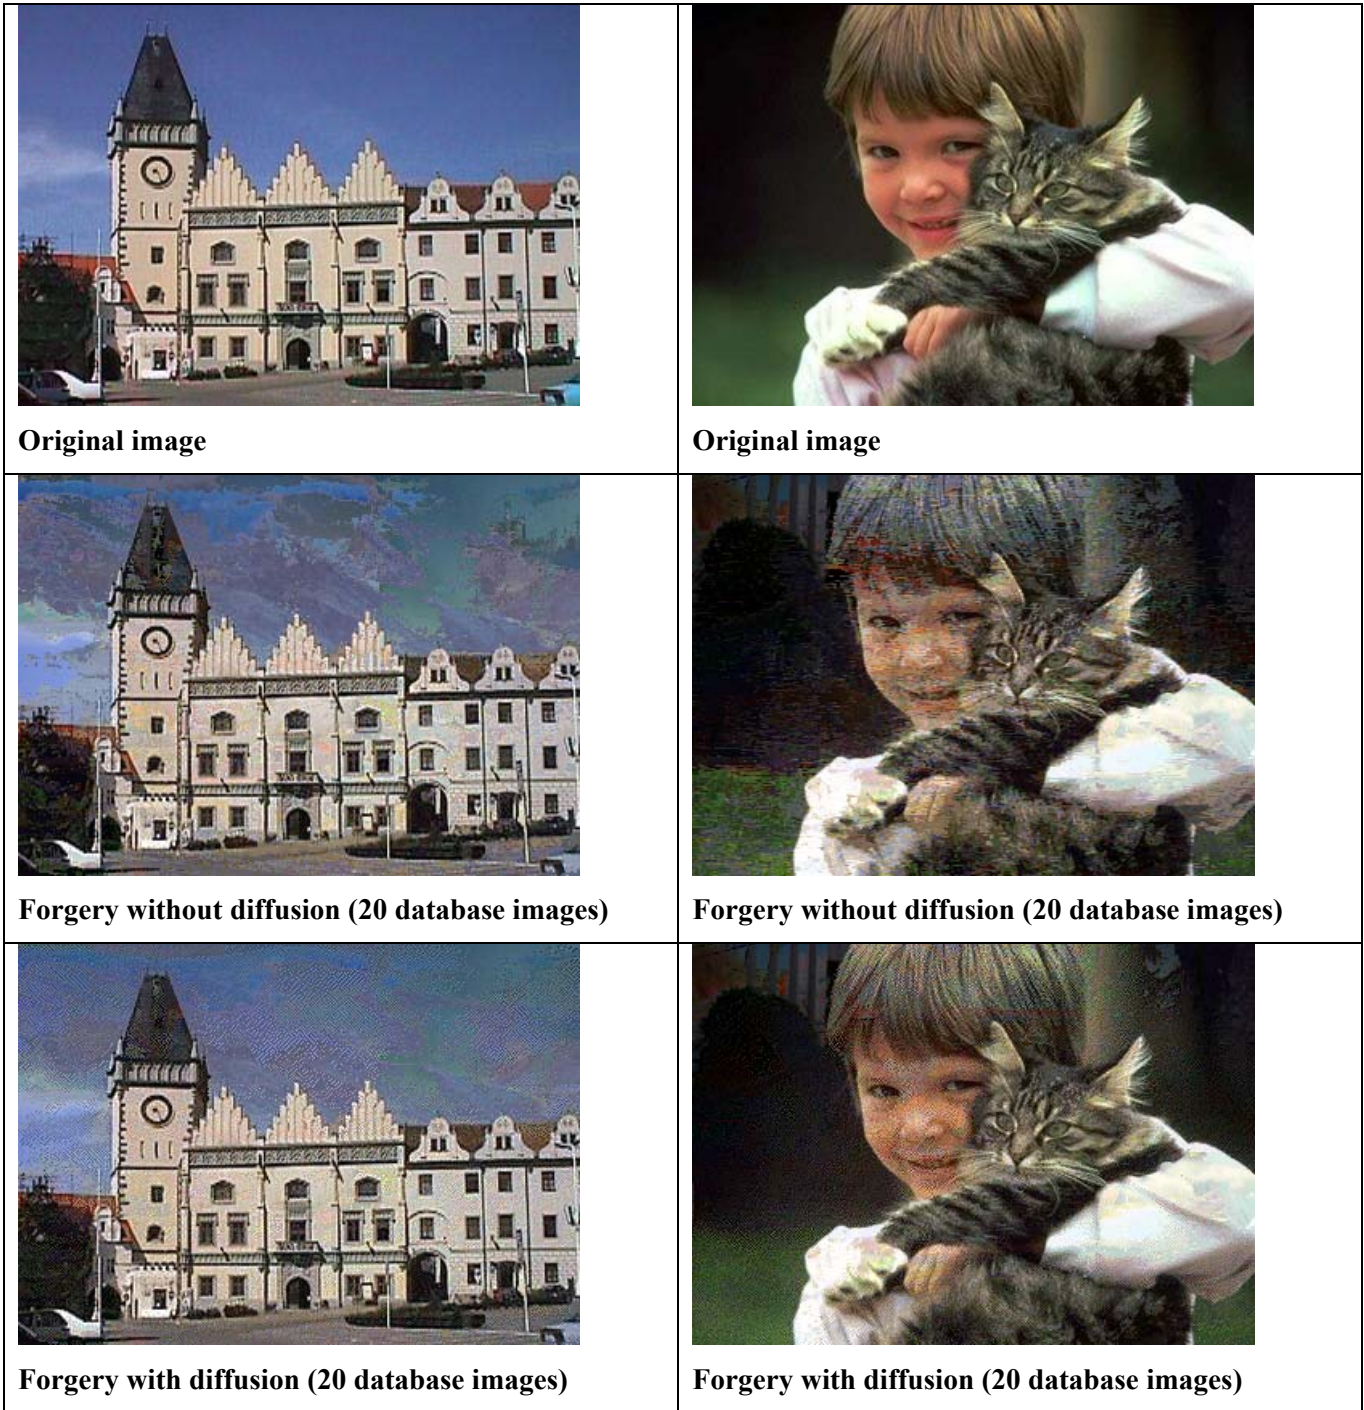 Original image
Original image
Forgery without diffusion (20 database images)
Forgery without diffusion (20 database images)
Forgery with diffusion (20 database images)
Forgery with diffusion (20 database images)